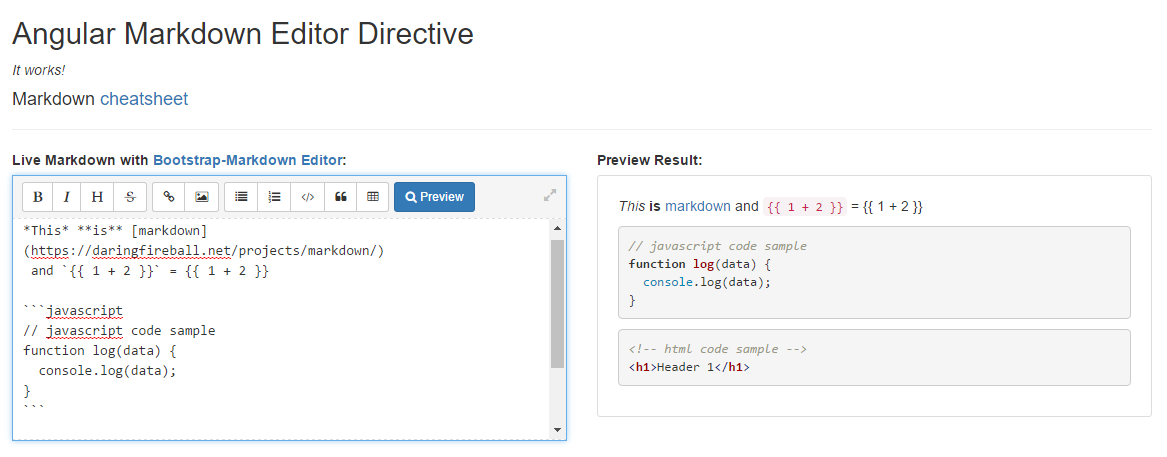 Angular Markdown Editor Directive
It works!
Markdown cheatsheet
Live Markdown with Bootstrap-Markdown Editor:
B I H S </> Preview
*This* **is** [markdown]
(https://daringfireball.net/projects/markdown/)
 and `{{ 1 + 2 }}` = {{ 1 + 2 }}
```javascript
// javascript code sample
function log(data) {
  console.log(data);
}
```
Preview Result:
This is markdown and {{ 1 + 2 }} = {{ 1 + 2 }}
// javascript code sample
function log(data) {
  console.log(data);
}
<!-- html code sample -->
<h1>Header 1</h1>